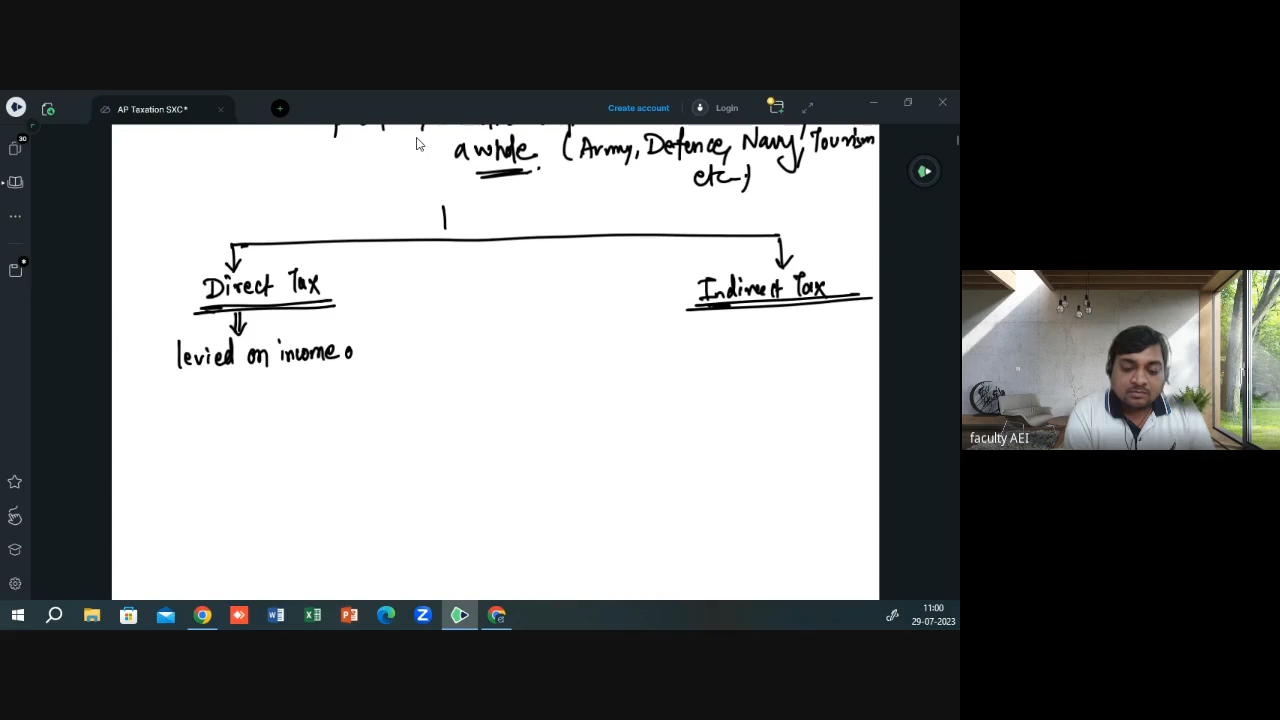 AP Taxation SXC*
Create account
Login
30
a whole. (Army, Defence, Navy, Tourism
etc.)
Direct Tax
Indirect Tax
levied on income o
faculty AEI
11:00
29-07-2023